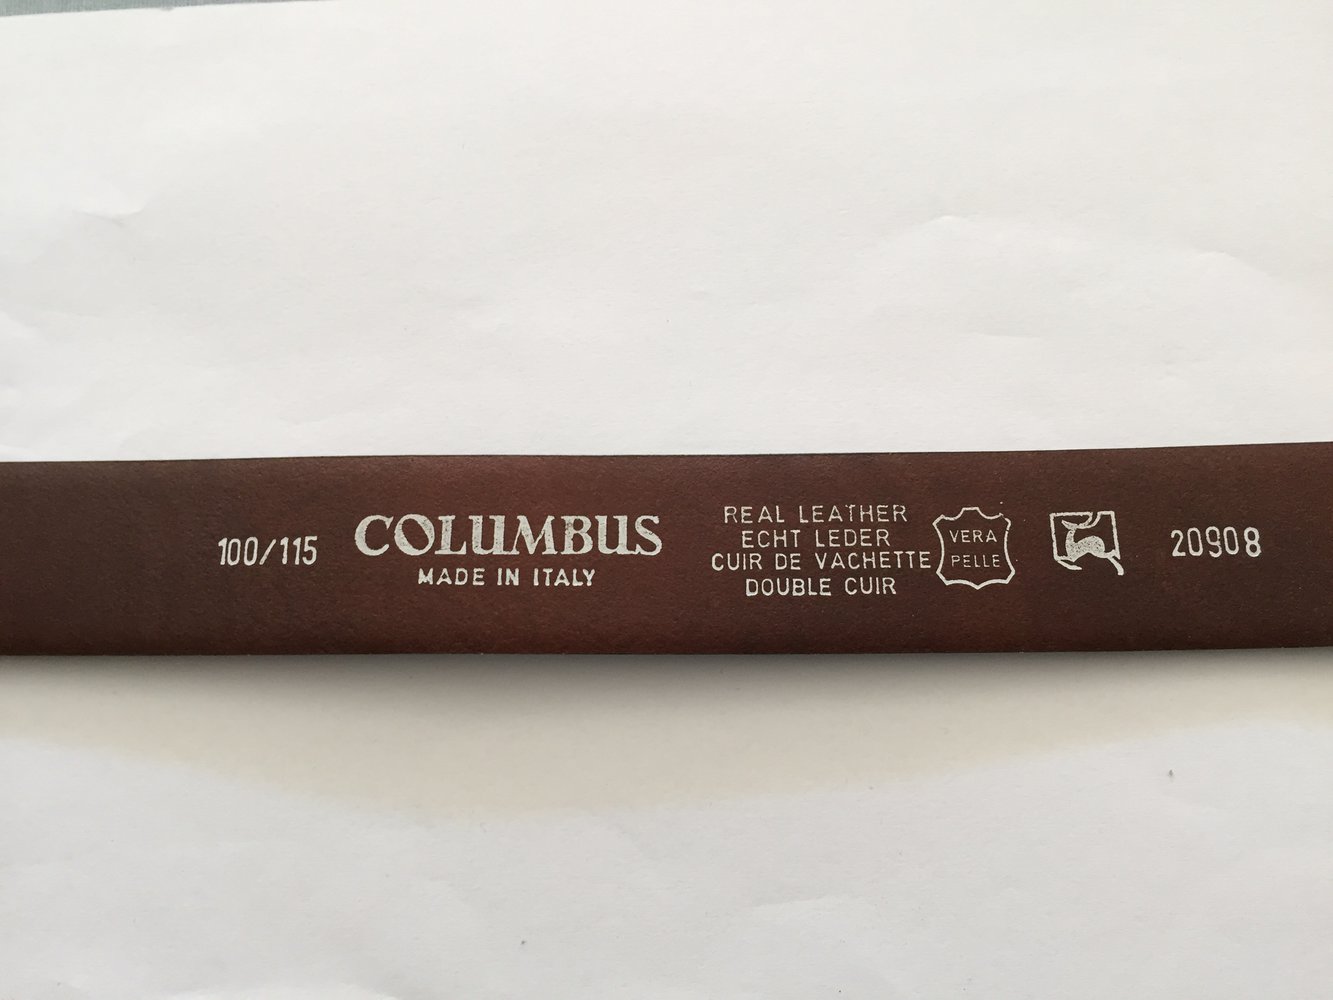 100/115
COLUMBUS
MADE IN ITALY
REAL LEATHER
ECHT LEDER
CUIR DE VACHETTE
DOUBLE CUIR
VERA
PELLE
20908